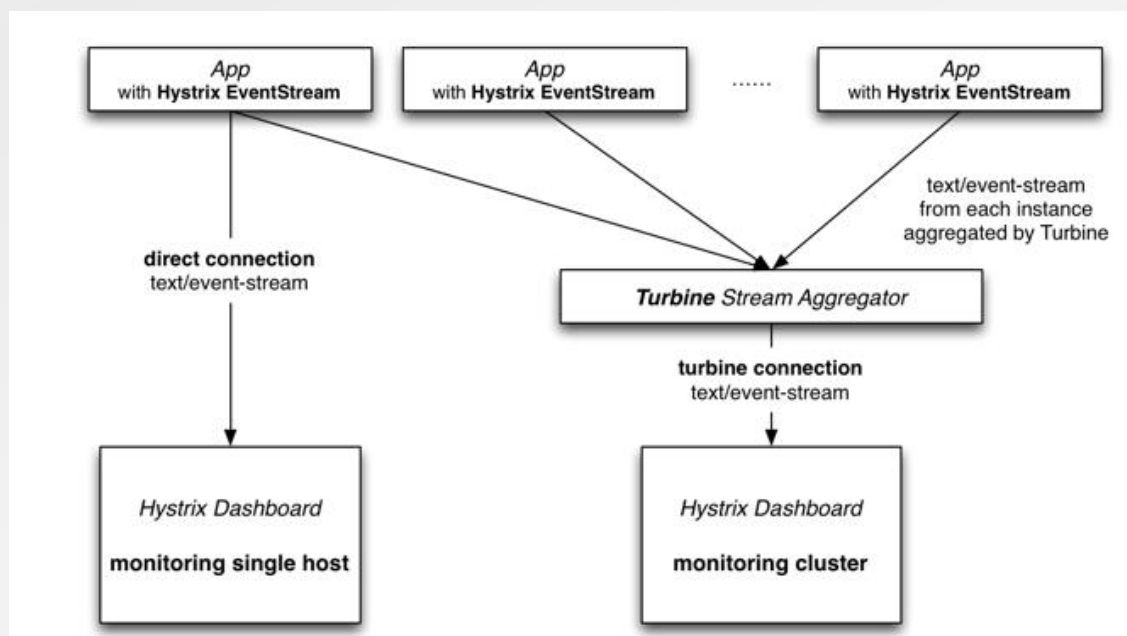 App
with Hystrix EventStream
App
with Hystrix EventStream
......
App
with Hystrix EventStream
text/event-stream
from each instance
aggregated by Turbine
direct connection
text/event-stream
Turbine Stream Aggregator
turbine connection
text/event-stream
Hystrix Dashboard
monitoring single host
Hystrix Dashboard
monitoring cluster